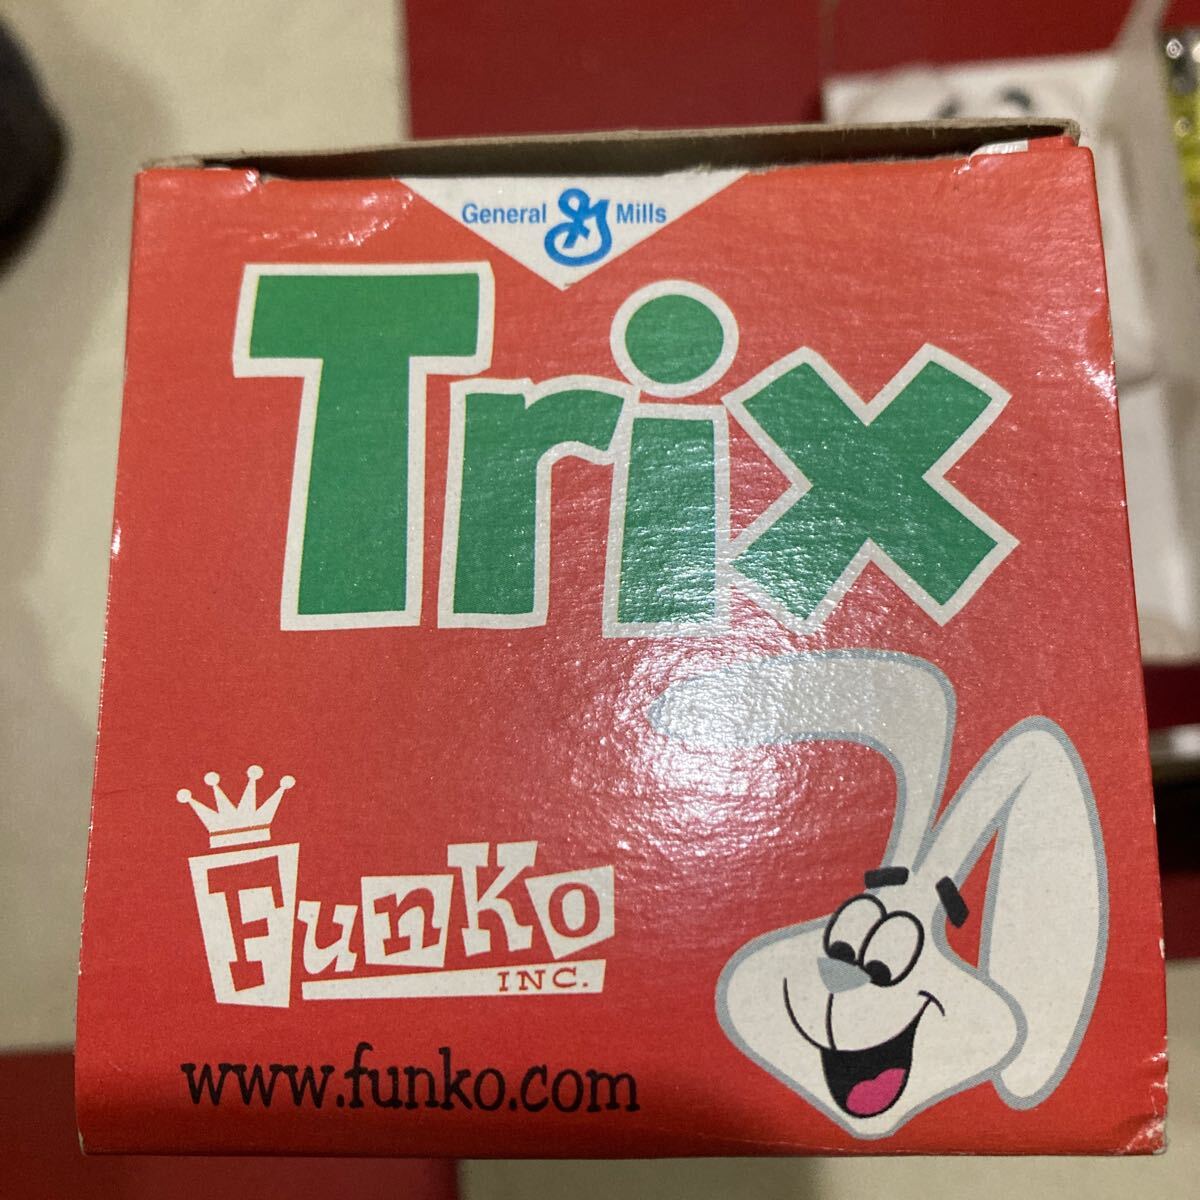 General Mills
Trix
Funko
INC.
www.funko.com